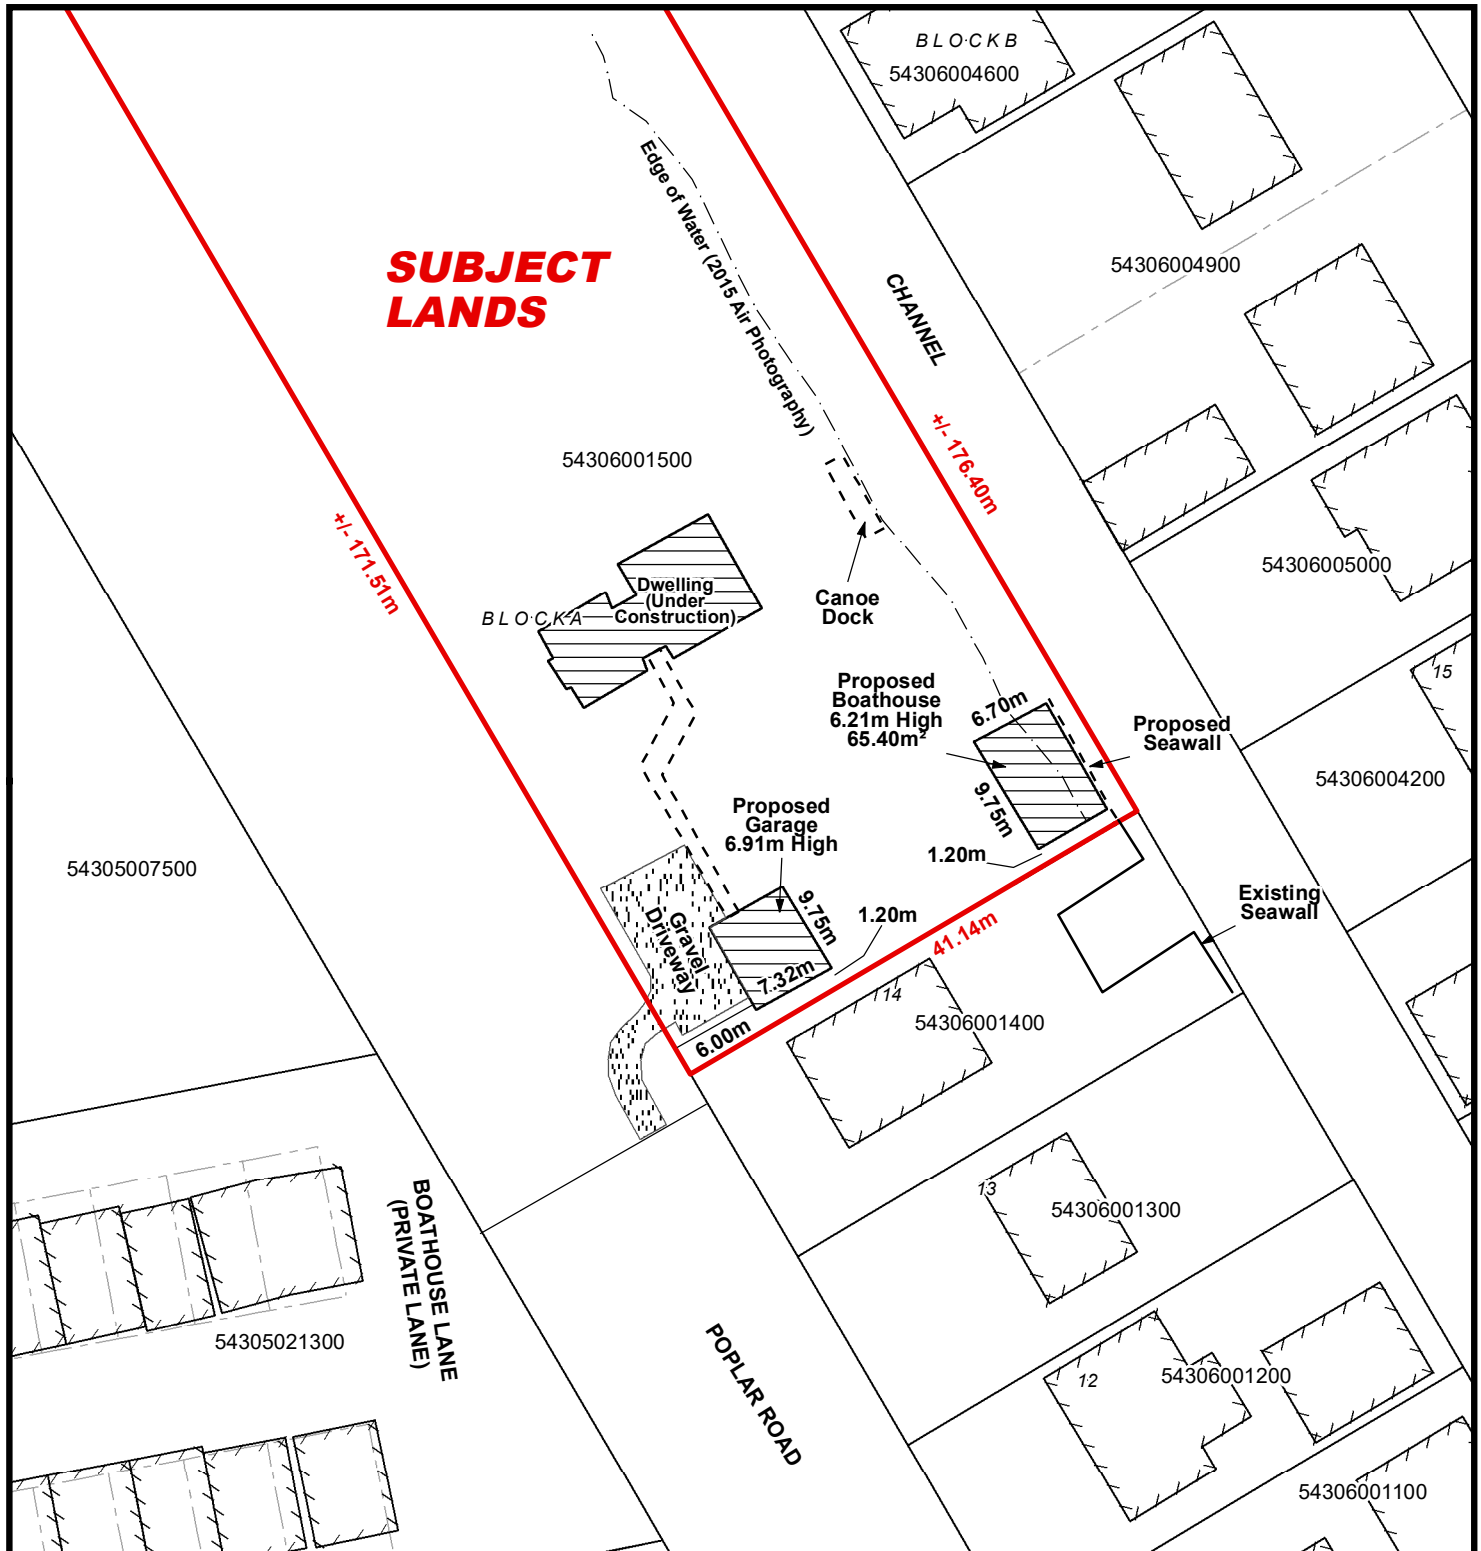 B L O C K B
54306004600
Edge of Water (2015 Air Photography)
SUBJECT
LANDS
CHANNEL
54306004900
+/- 176.40m
54306001500
+/- 171.51m
54306005000
Dwelling
(Under
Construction)
B L O C K A
Canoe
Dock
15
Proposed
Boathouse
6.21m High
65.40m²
6.70m
Proposed
Seawall
54306004200
9.75m
Proposed
Garage
6.91m High
1.20m
54305007500
Existing
Seawall
9.75m
1.20m
Gravel
Driveway
41.14m
7.32m
14
54306001400
6.00m
13
54306001300
BOATHOUSE LANE
(PRIVATE LANE)
54305021300
POPLAR ROAD
12
54306001200
54306001100